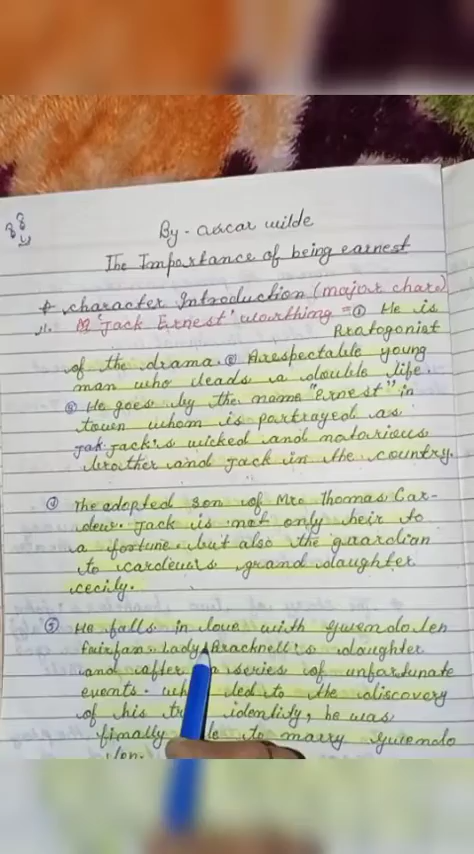 By - Oscar Wilde
The Importance of being earnest
* Character Introduction (major chara)
1. "Jack Ernest" Worthing = ① He is
Pratogonist
of the drama. ② A respectable young
man who leads a double life.
③ He goes by the name "Ernest" in
town whom is portrayed as
Jack's wicked and notorious
brother and Jack in the country.
④ The adopted son of Mr. Thomas Car-
dew. Jack is not only heir to
a fortune. but also the guardian
to cardew's grand daughter
cecily.
⑤ He falls in love with Gwendolen
fairfax. Lady Bracknell's daughter
and after series of unfortunate
events. led to the discovery
of his identity, he was
finally to marry Gwendo
len.